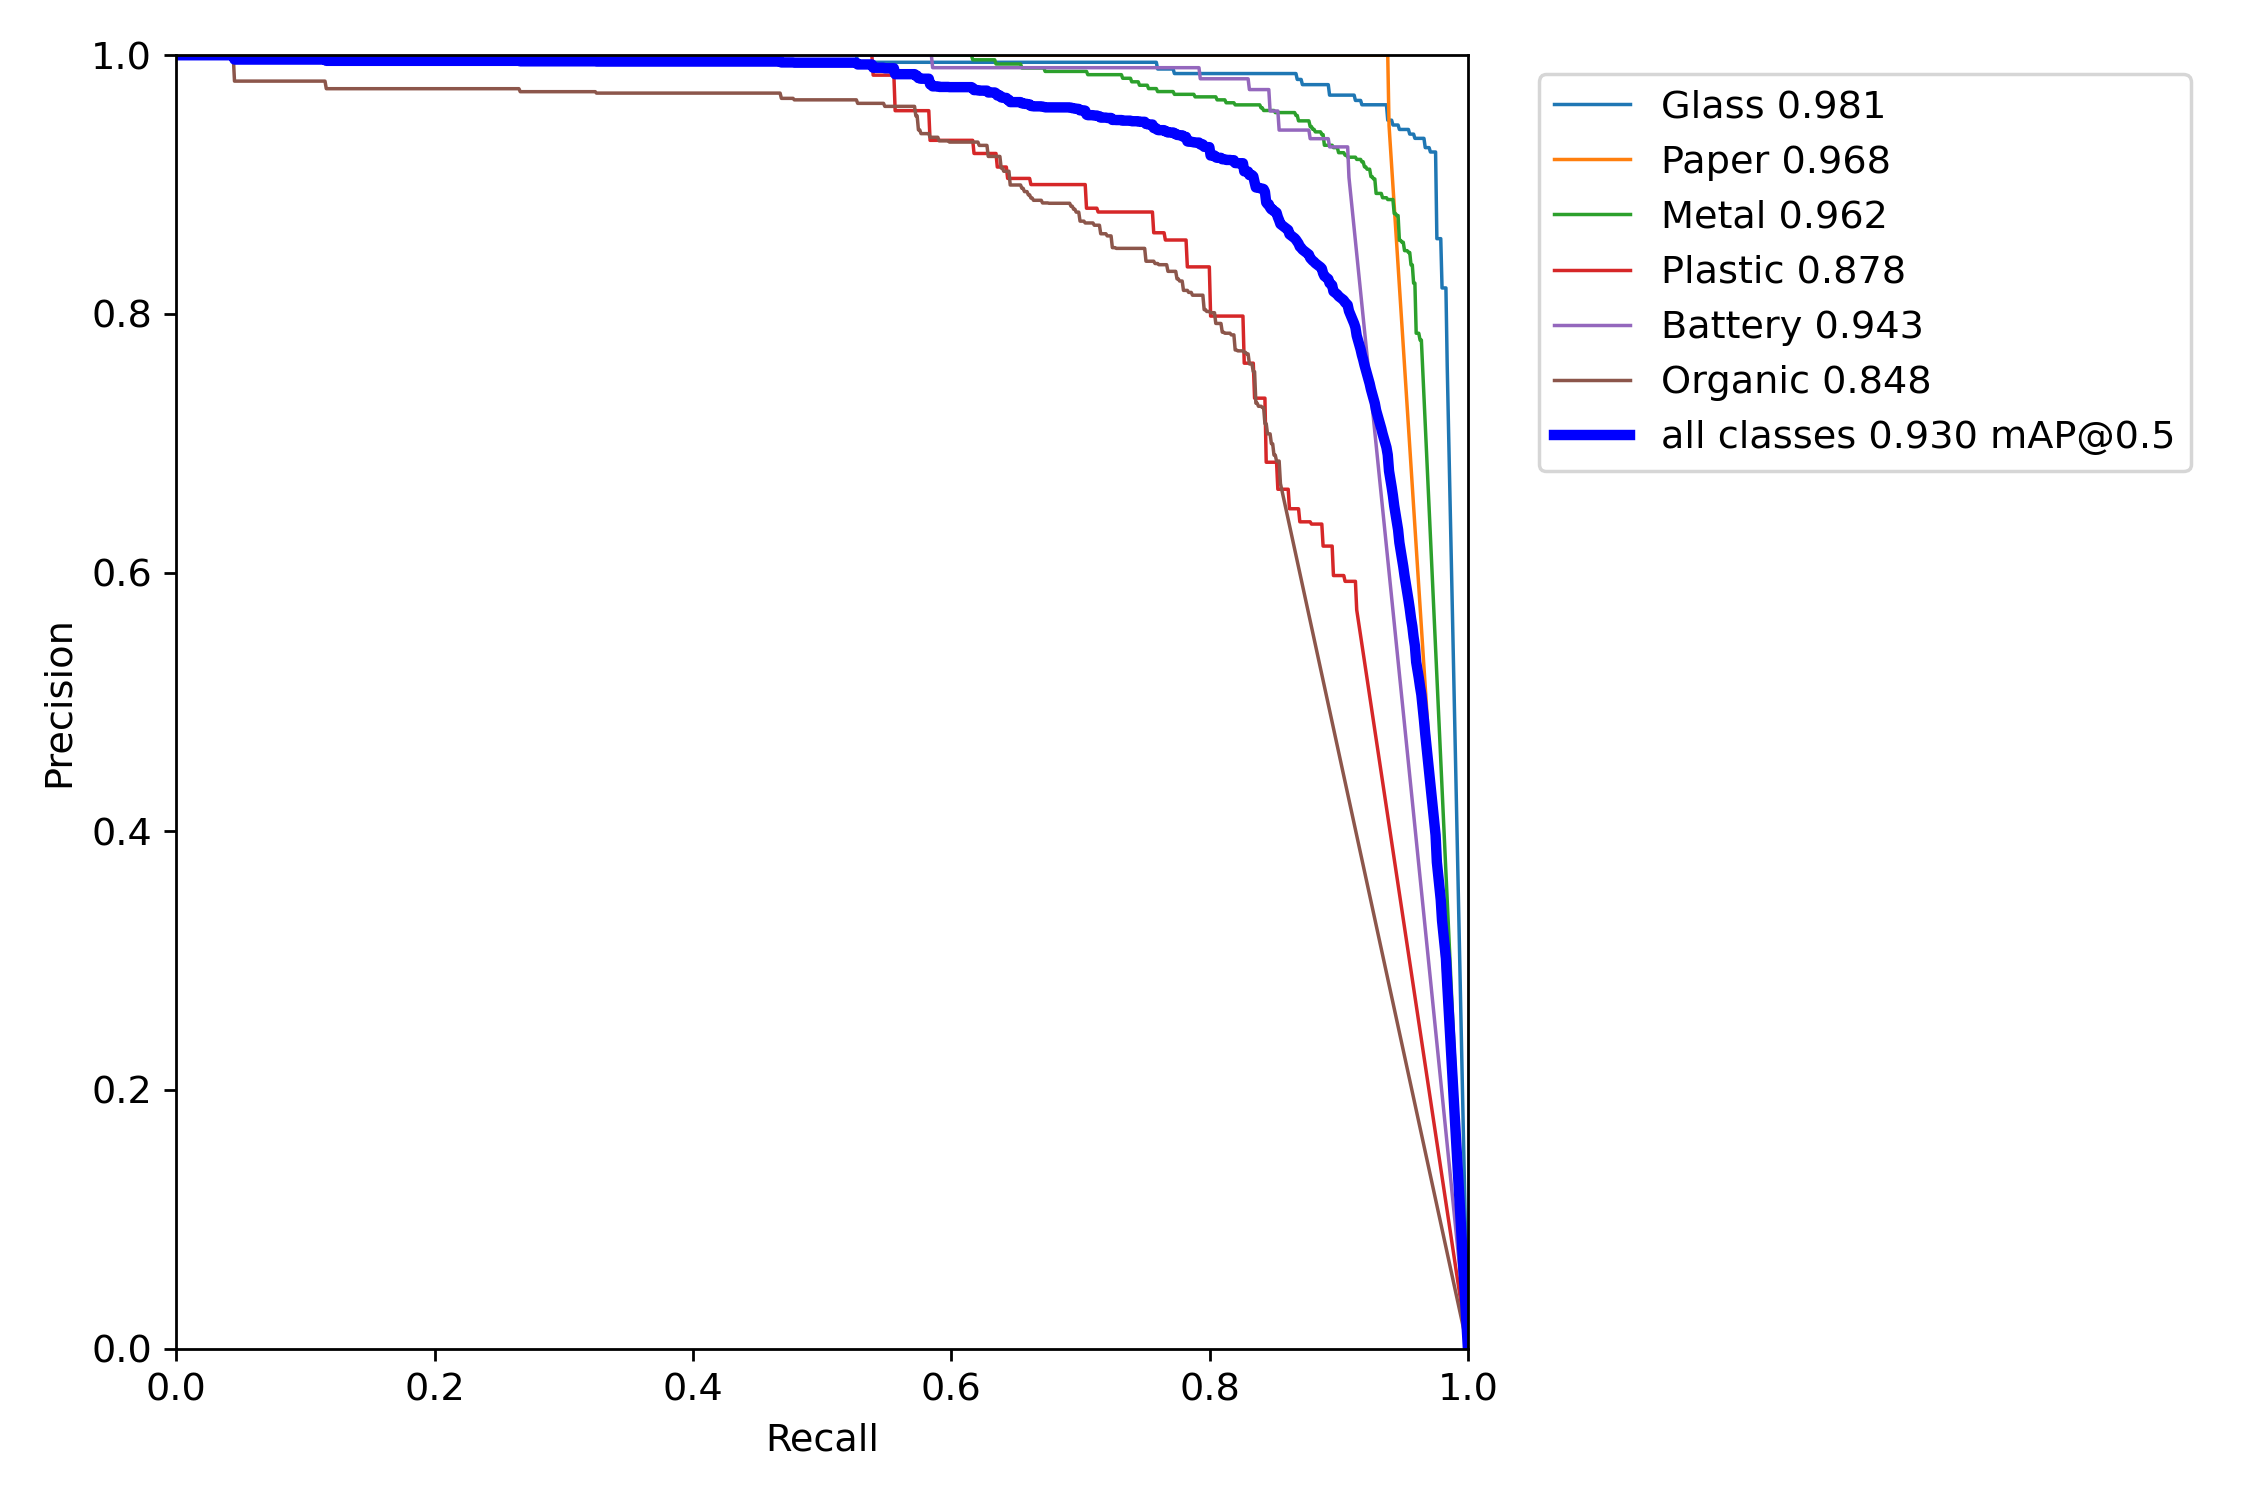 1.0
0.8
0.6
0.4
0.2
0.0
Precision
0.0 0.2 0.4 0.6 0.8 1.0
Recall
Glass 0.981
Paper 0.968
Metal 0.962
Plastic 0.878
Battery 0.943
Organic 0.848
all classes 0.930 mAP@0.5